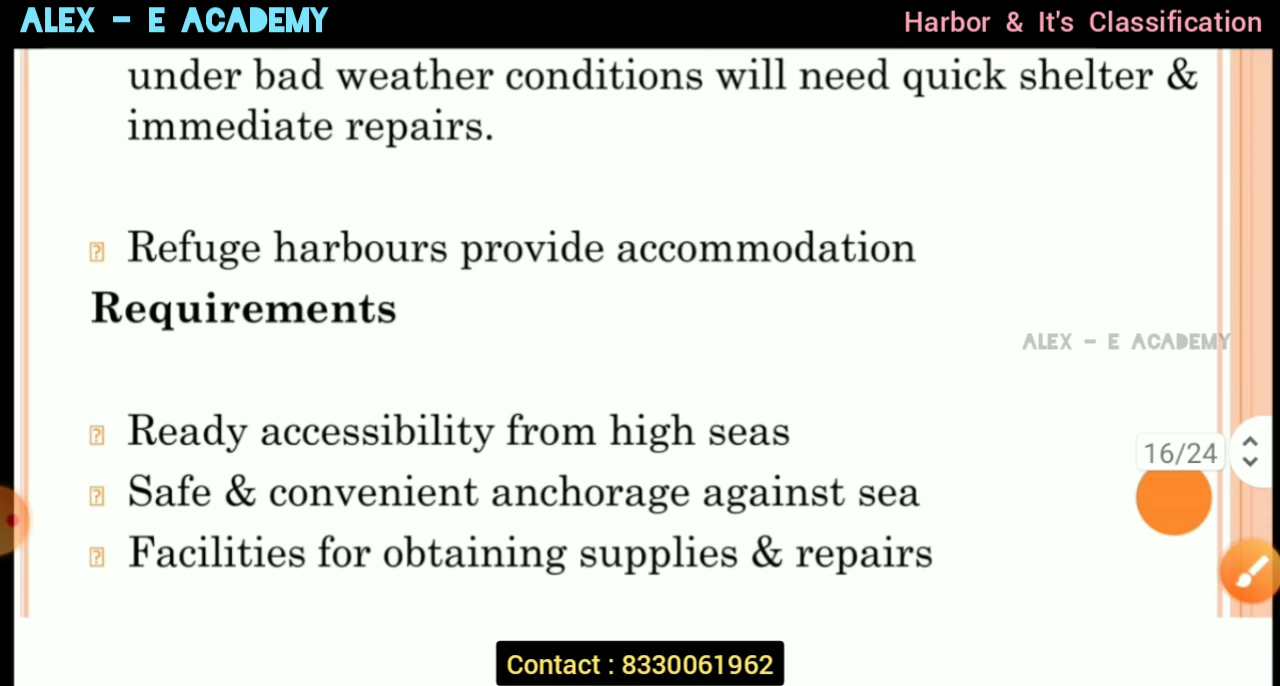 ALEX - E ACADEMY
Harbor & It's Classification
under bad weather conditions will need quick shelter &
immediate repairs.
Refuge harbours provide accommodation
Requirements
ALEX - E ACADEMY
Ready accessibility from high seas
16/24
Safe & convenient anchorage against sea
Facilities for obtaining supplies & repairs
Contact : 8330061962